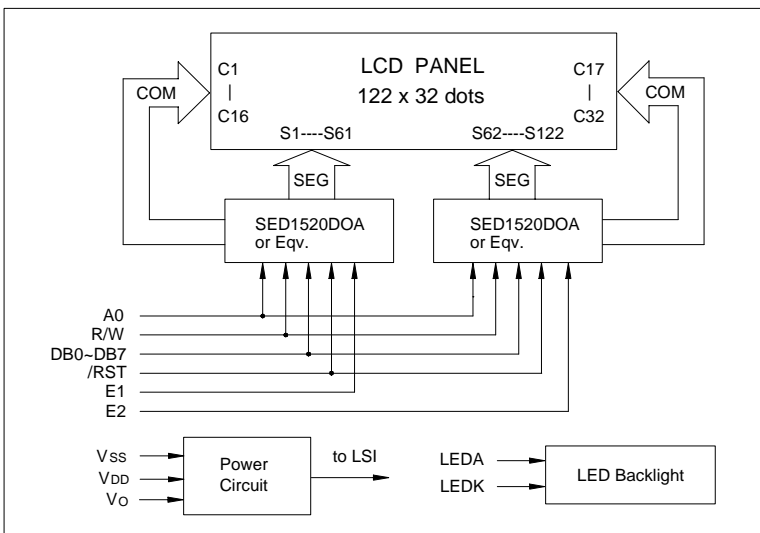 LCD PANEL
122 x 32 dots
C1
|
C16
C17
|
C32
COM
COM
S1----S61
S62----S122
SEG
SEG
SED1520DOA
or Eqv.
SED1520DOA
or Eqv.
A0
R/W
DB0~DB7
/RST
E1
E2
VSS
VDD
VO
Power
Circuit
to LSI
LEDA
LEDK
LED Backlight